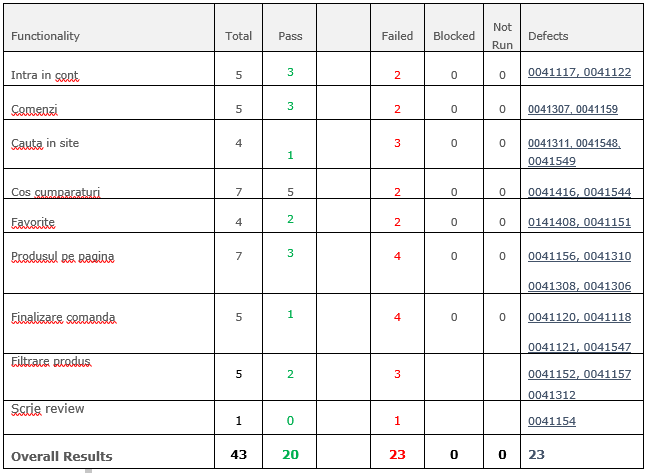 Functionality Total Pass Failed Blocked Not Run Defects
Intra in cont 5 3 2 0 0 0041117, 0041122
Comenzi 5 3 2 0 0 0041307, 0041159
Cauta in site 4 1 3 0 0 0041311, 0041548,
0041549
Cos cumparaturi 7 5 2 0 0 0041416, 0041544
Favorite 4 2 2 0 0 0141408, 0041151
Produsul pe pagina 7 3 4 0 0 0041156, 0041310
0041308, 0041306
Finalizare comanda 5 1 4 0 0 0041120, 0041118
0041121, 0041547
Filtrare produs 5 2 3 0041152, 0041157
0041312
Scrie review 1 0 1 0041154
Overall Results 43 20 23 0 0 23